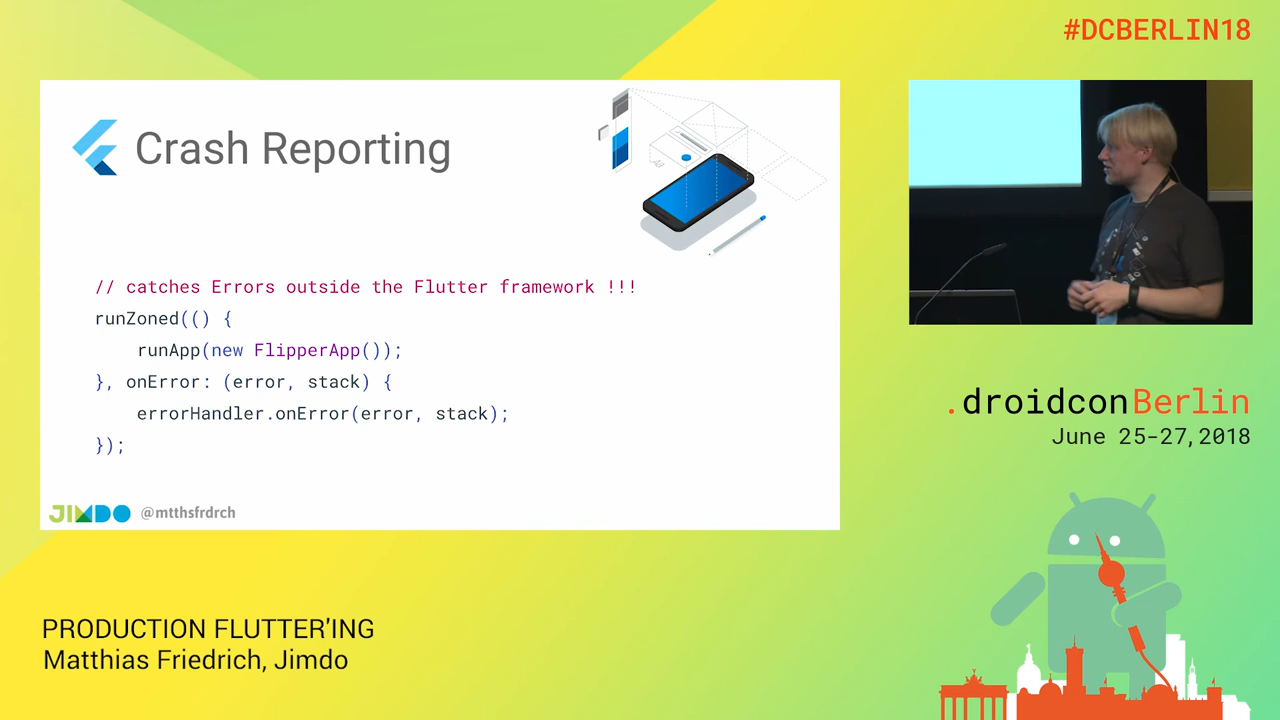 #DCBERLIN18
Crash Reporting
// catches Errors outside the Flutter framework !!!
runZoned(() {
runApp(new FlipperApp());
}, onError: (error, stack) {
errorHandler.onError(error, stack);
});
JIMDO @mtthsfrdrch
.droidconBerlin
June 25-27,2018
PRODUCTION FLUTTER'ING
Matthias Friedrich, Jimdo